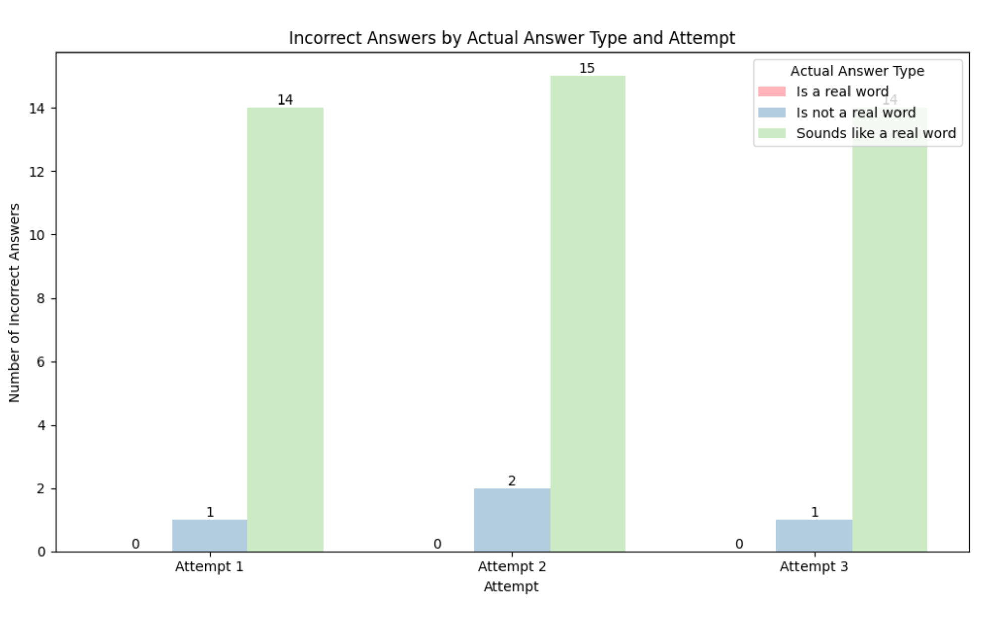 Incorrect Answers by Actual Answer Type and Attempt
15
14
Actual Answer Type
Is a real word
14
Is not a real word
Sounds like a real word
Number of Incorrect Answers
14
12
10
8
6
4
2
0
0
1
0
2
0
1
Attempt 1
Attempt 2
Attempt 3
Attempt